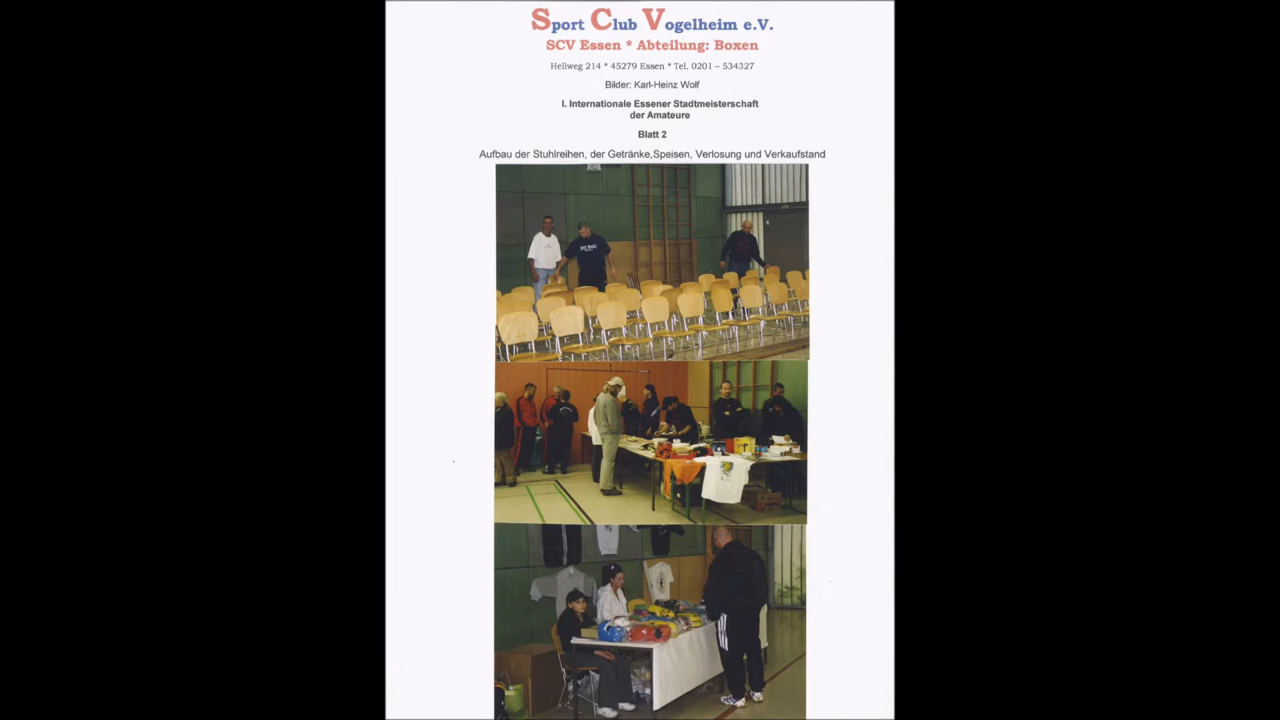 Sport Club Vogelheim e.V.
SCV Essen * Abteilung: Boxen
Hellweg 214 * 45279 Essen * Tel. 0201 – 534327
Bilder: Karl-Heinz Wolf
I. Internationale Essener Stadtmeisterschaft
der Amateure
Blatt 2
Aufbau der Stuhlreihen, der Getränke,Speisen, Verlosung und Verkaufstand